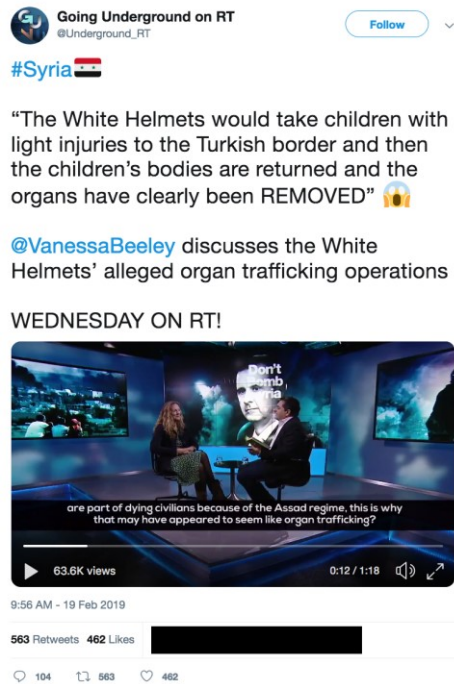 Going Underground on RT
@Underground_RT
Follow
#Syria
“The White Helmets would take children with
light injuries to the Turkish border and then
the children’s bodies are returned and the
organs have clearly been REMOVED”
@VanessaBeeley discusses the White
Helmets’ alleged organ trafficking operations
WEDNESDAY ON RT!
Don't
omb
ria
are part of dying civilians because of the Assad regime, this is why
that may have appeared to seem like organ trafficking?
63.6K views
0:12 / 1:18
9:56 AM - 19 Feb 2019
563 Retweets 462 Likes
104 563 462